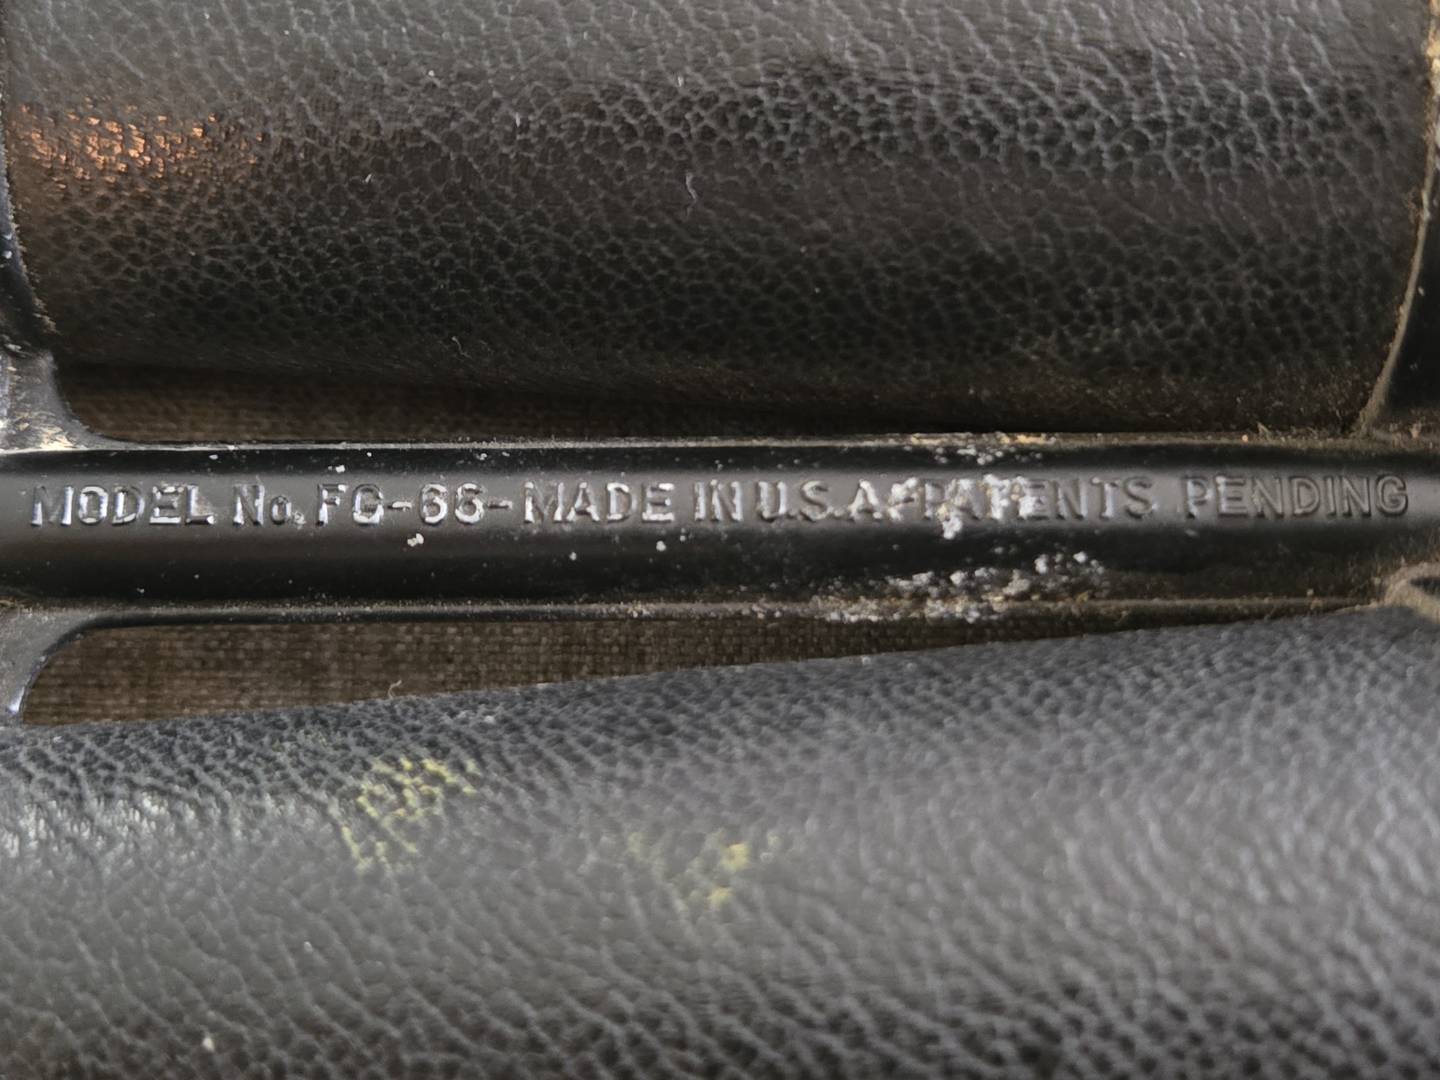 MODEL No. FG-66-MADE IN U.S.A.-PATENTS PENDING